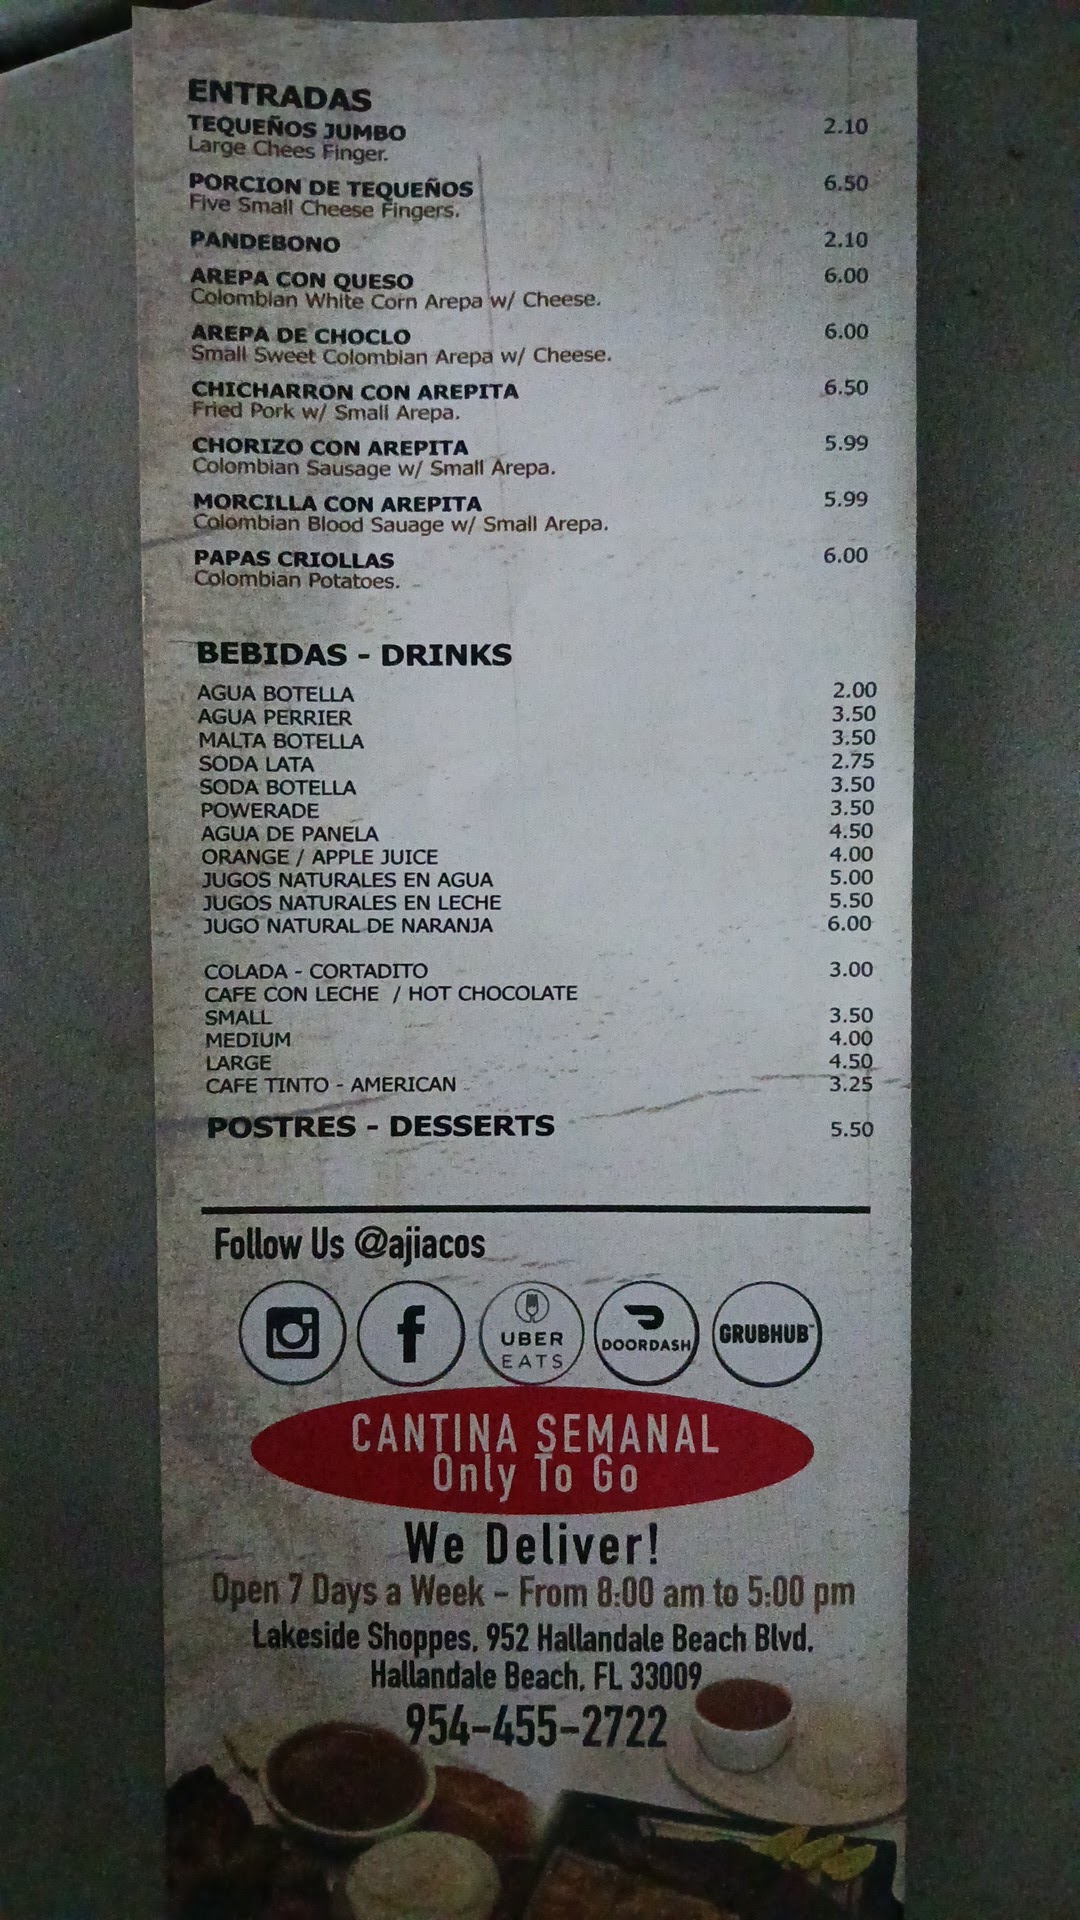 ENTRADAS
TEQUEÑOS JUMBO 2.10
Large Chees Finger.
PORCION DE TEQUEÑOS 6.50
Five Small Cheese Fingers.
PANDEBONO 2.10
AREPA CON QUESO 6.00
Colombian White Corn Arepa w/ Cheese.
AREPA DE CHOCLO 6.00
Small Sweet Colombian Arepa w/ Cheese.
CHICHARRON CON AREPITA 6.50
Fried Pork w/ Small Arepa.
CHORIZO CON AREPITA 5.99
Colombian Sausage w/ Small Arepa.
MORCILLA CON AREPITA 5.99
Colombian Blood Sauage w/ Small Arepa.
PAPAS CRIOLLAS 6.00
Colombian Potatoes.
BEBIDAS - DRINKS
AGUA BOTELLA 2.00
AGUA PERRIER 3.50
MALTA BOTELLA 3.50
SODA LATA 2.75
SODA BOTELLA 3.50
POWERADE 3.50
AGUA DE PANELA 4.50
ORANGE / APPLE JUICE 4.00
JUGOS NATURALES EN AGUA 5.00
JUGOS NATURALES EN LECHE 5.50
JUGO NATURAL DE NARANJA 6.00
COLADA - CORTADITO 3.00
CAFE CON LECHE / HOT CHOCOLATE
SMALL 3.50
MEDIUM 4.00
LARGE 4.50
CAFE TINTO - AMERICAN 3.25
POSTRES - DESSERTS 5.50
Follow Us @ajiacos
f UBER EATS DOORDASH GRUBHUB
CANTINA SEMANAL
Only To Go
We Deliver!
Open 7 Days a Week - From 8:00 am to 5:00 pm
Lakeside Shoppes, 952 Hallandale Beach Blvd.
Hallandale Beach, FL 33009
954-455-2722